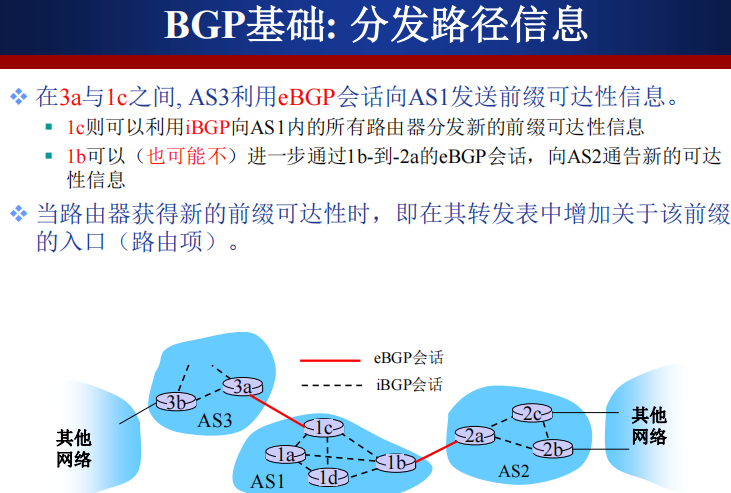 BGP基础: 分发路径信息
在3a与1c之间, AS3利用eBGP会话向AS1发送前缀可达性信息。
1c则可以利用iBGP向AS1内的所有路由器分发新的前缀可达性信息
1b可以（也可能不）进一步通过1b-到-2a的eBGP会话，向AS2通告新的可达
性信息
当路由器获得新的前缀可达性时，即在其转发表中增加关于该前缀
的入口（路由项）。
eBGP会话
iBGP会话
3a
3b
AS3
其他
网络
1c
1a
1b
1d
AS1
2c
2a
2b
AS2
其他
网络